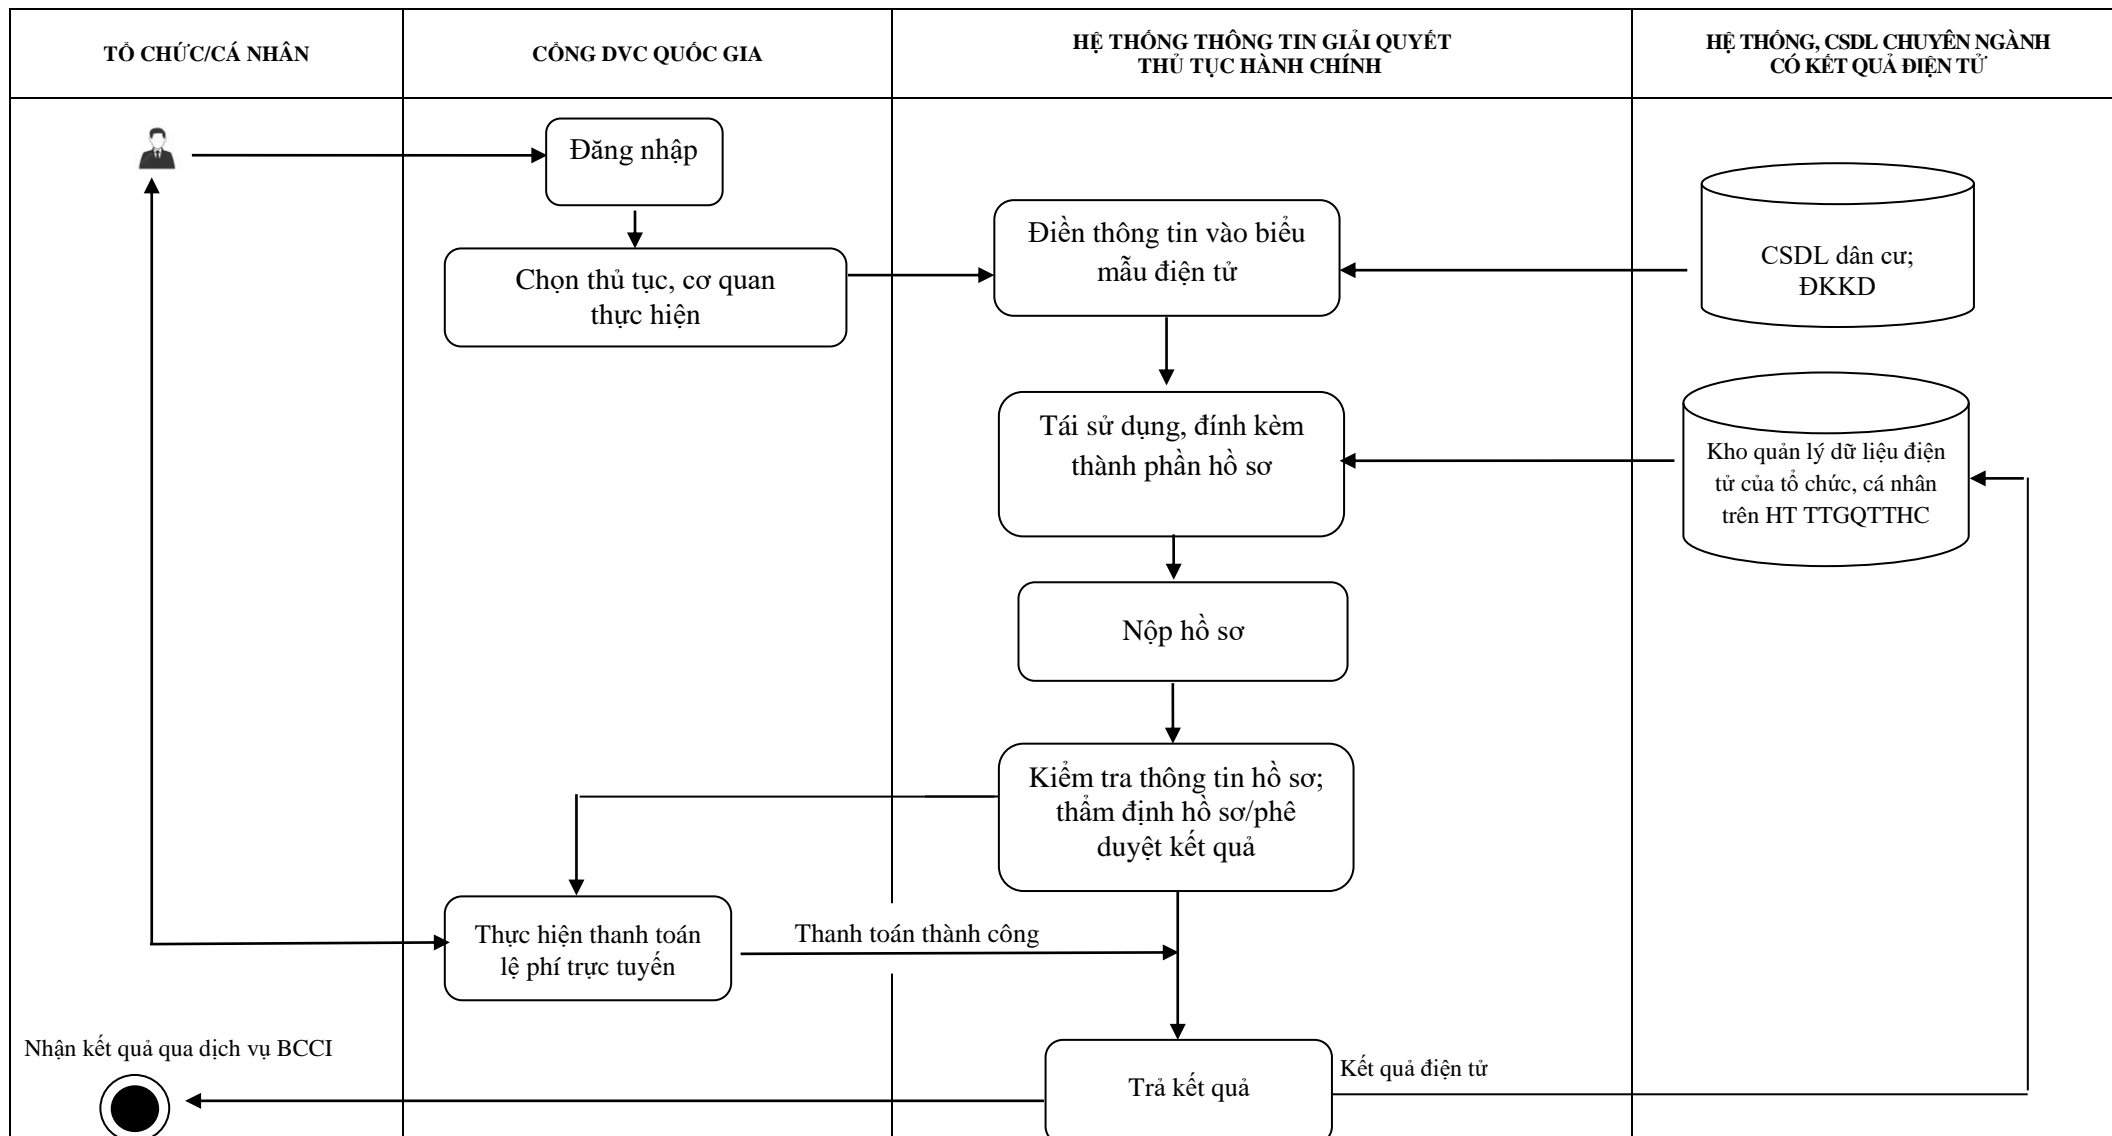 TỔ CHỨC/CÁ NHÂN
CỔNG DVC QUỐC GIA
HỆ THỐNG THÔNG TIN GIẢI QUYẾT
THỦ TỤC HÀNH CHÍNH
HỆ THỐNG, CSDL CHUYÊN NGÀNH
CÓ KẾT QUẢ ĐIỆN TỬ
Đăng nhập
Chọn thủ tục, cơ quan
thực hiện
Điền thông tin vào biểu
mẫu điện tử
CSDL dân cư;
ĐKKD
Tái sử dụng, đính kèm
thành phần hồ sơ
Kho quản lý dữ liệu điện
tử của tổ chức, cá nhân
trên HT TTGQTTHC
Nộp hồ sơ
Kiểm tra thông tin hồ sơ;
thẩm định hồ sơ/phê
duyệt kết quả
Thực hiện thanh toán
lệ phí trực tuyến
Thanh toán thành công
Nhận kết quả qua dịch vụ BCCI
Trả kết quả
Kết quả điện tử